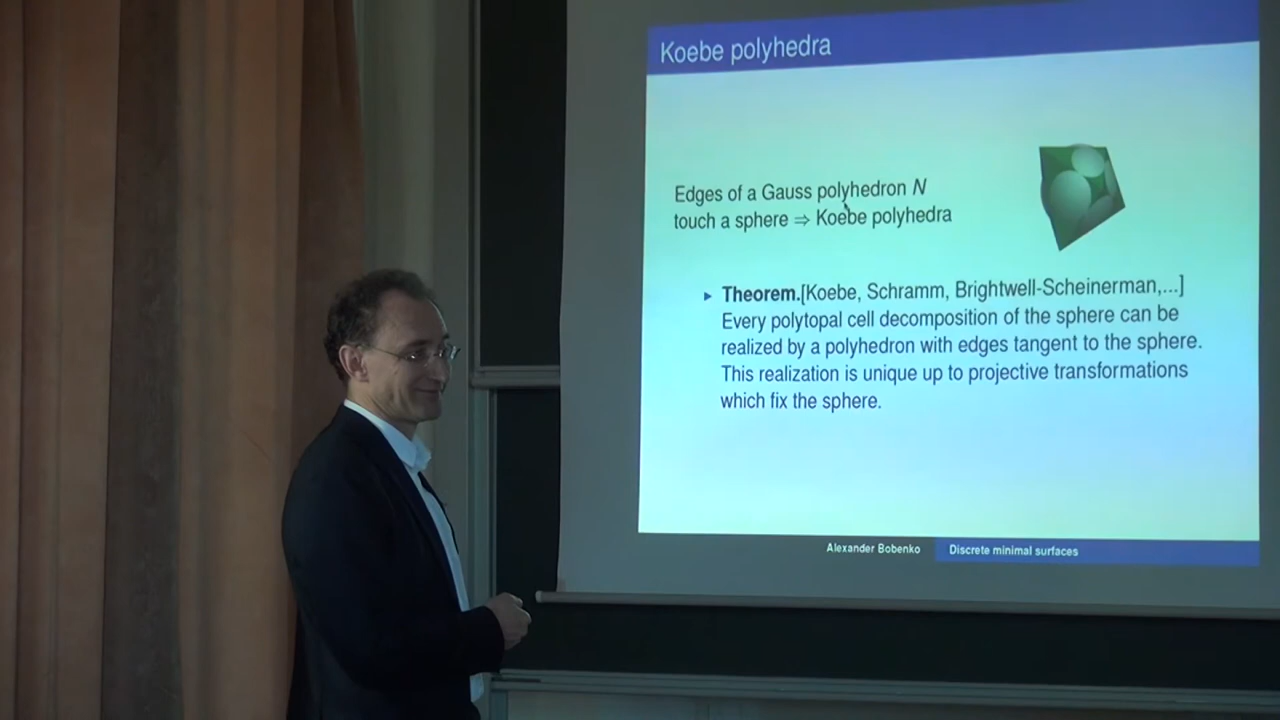 Koebe polyhedra
Edges of a Gauss polyhedron N
touch a sphere ⇒ Koebe polyhedra
▸ Theorem.[Koebe, Schramm, Brightwell-Scheinerman,...]
Every polytopal cell decomposition of the sphere can be
realized by a polyhedron with edges tangent to the sphere.
This realization is unique up to projective transformations
which fix the sphere.
Alexander Bobenko
Discrete minimal surfaces